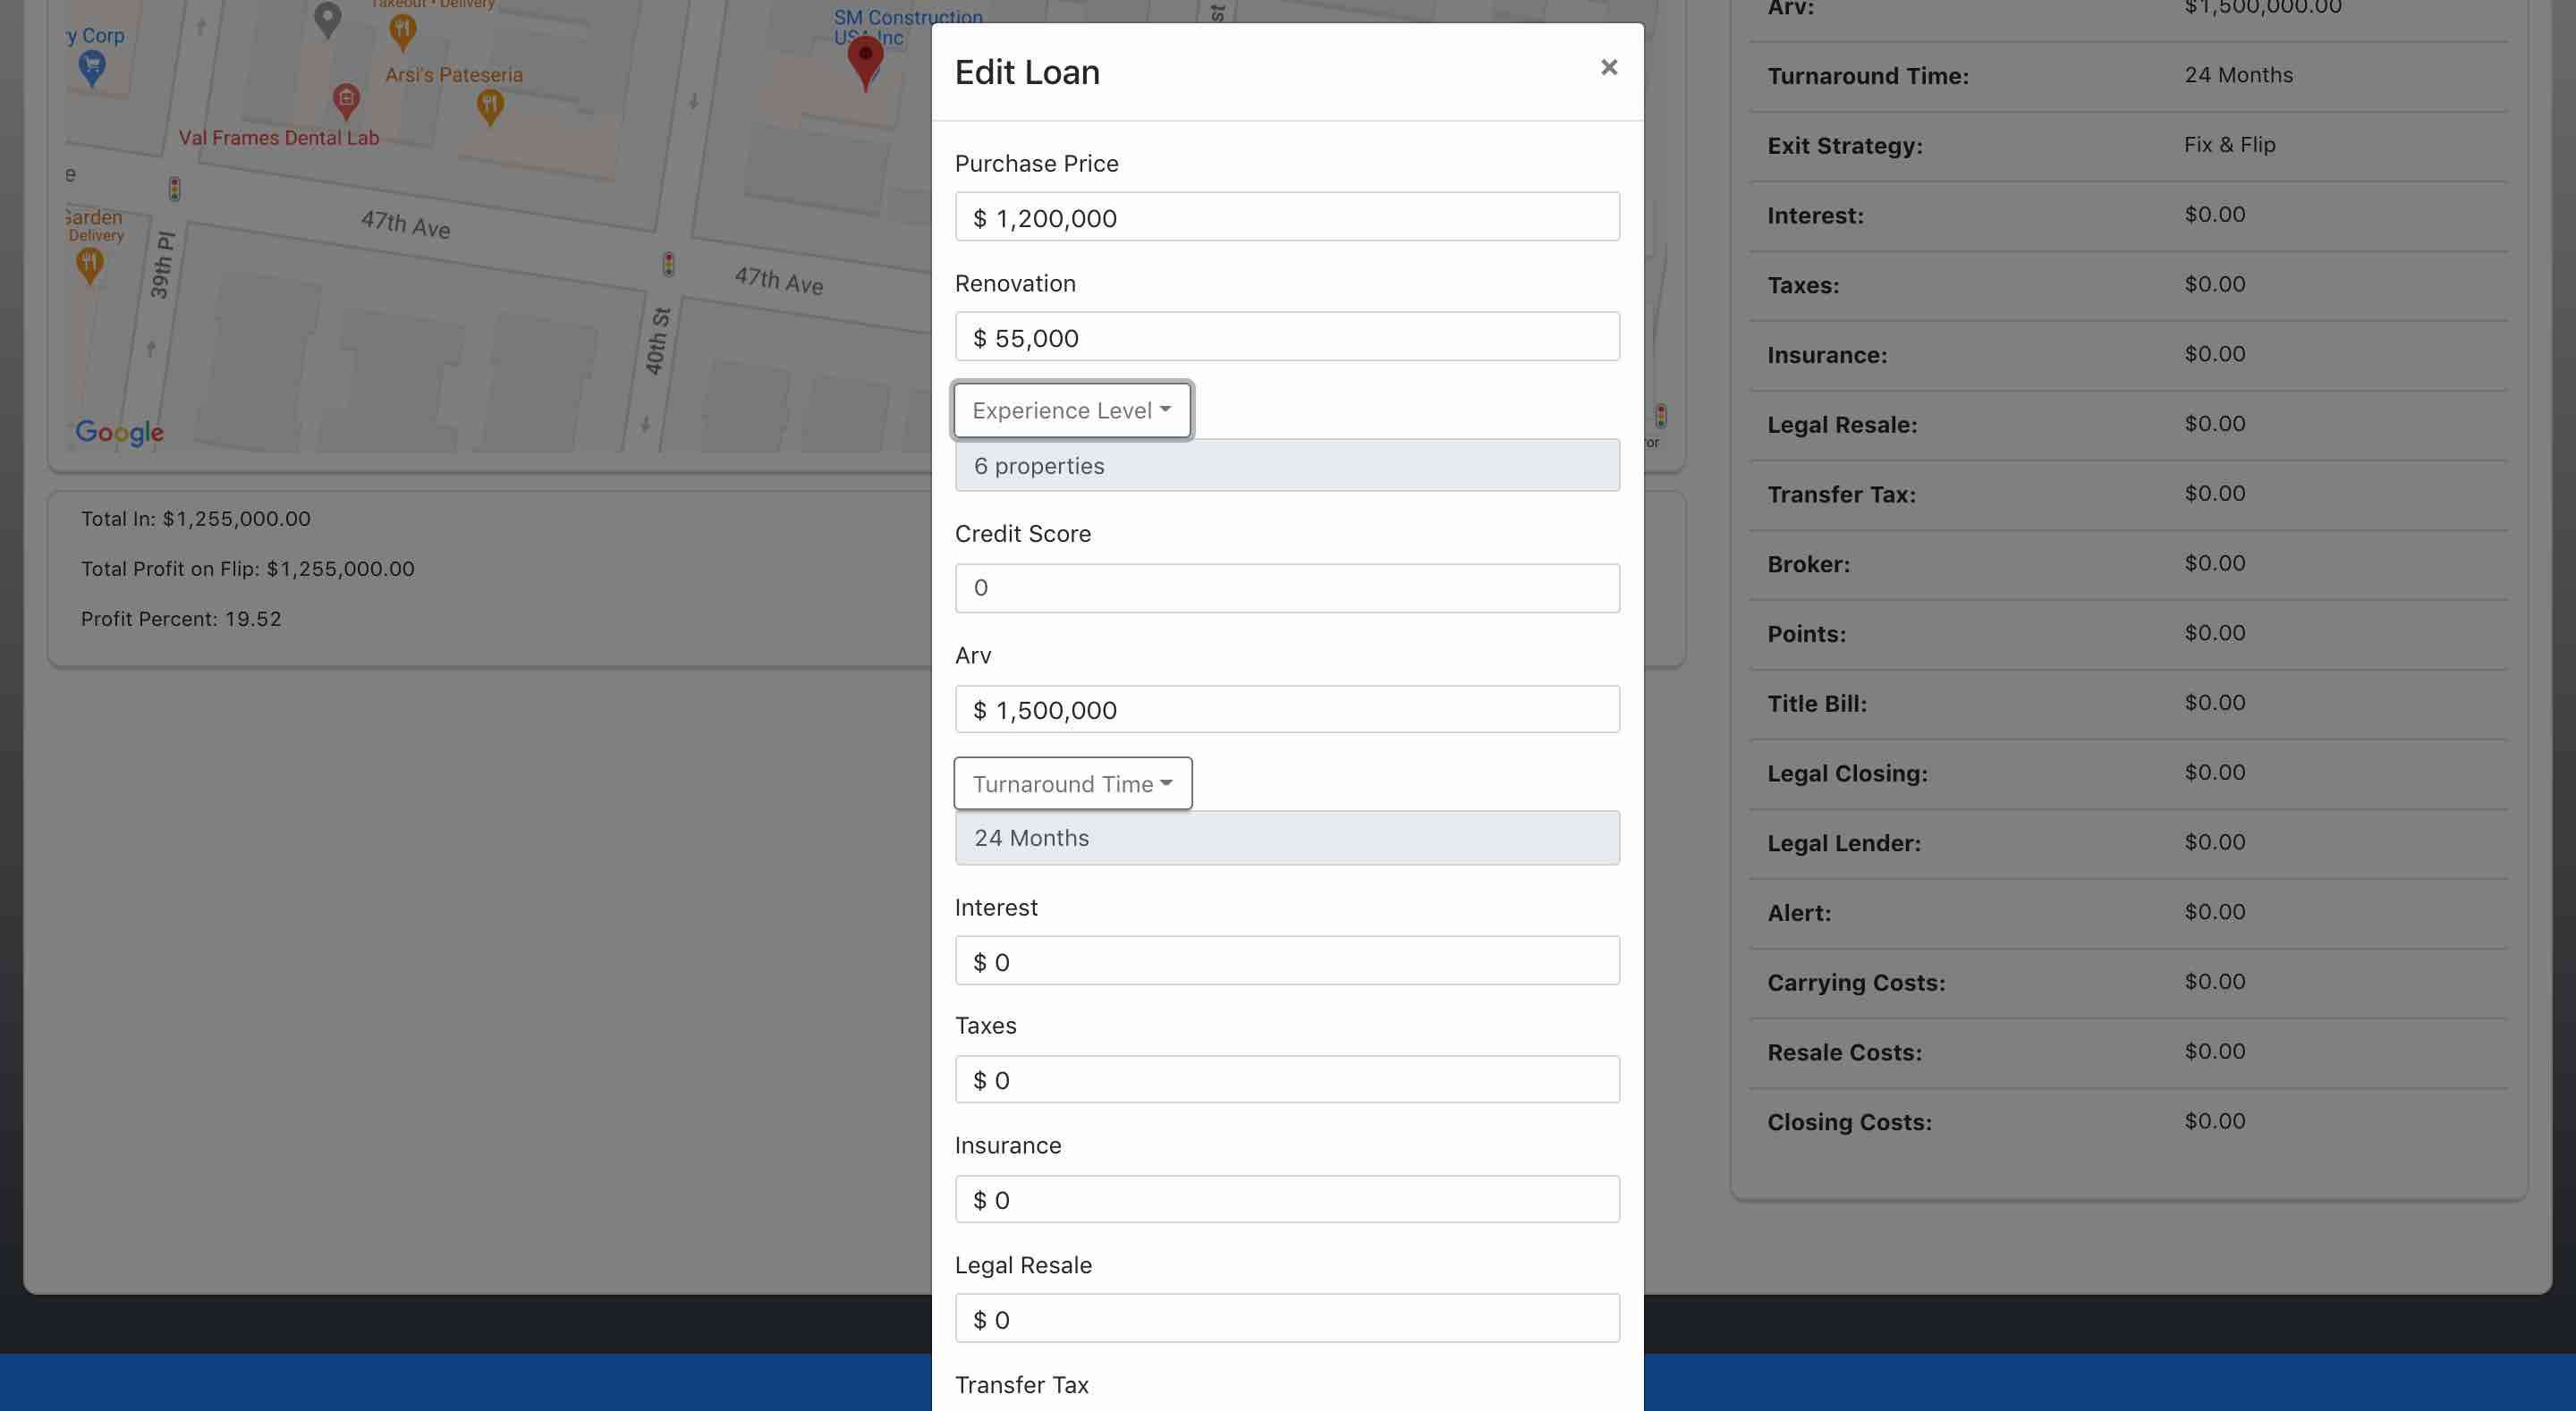 Takeout • Delivery
y Corp
SM Construction
USA Inc
Arsi's Pateseria
Val Frames Dental Lab
e
Garden
Delivery
39th Pl
47th Ave
47th Ave
40th St
st
Google
or
Total In: $1,255,000.00
Total Profit on Flip: $1,255,000.00
Profit Percent: 19.52
Edit Loan
×
Purchase Price
$ 1,200,000
Renovation
$ 55,000
Experience Level
6 properties
Credit Score
0
Arv
$ 1,500,000
Turnaround Time
24 Months
Interest
$ 0
Taxes
$ 0
Insurance
$ 0
Legal Resale
$ 0
Transfer Tax
Arv: $1,500,000.00
Turnaround Time: 24 Months
Exit Strategy: Fix & Flip
Interest: $0.00
Taxes: $0.00
Insurance: $0.00
Legal Resale: $0.00
Transfer Tax: $0.00
Broker: $0.00
Points: $0.00
Title Bill: $0.00
Legal Closing: $0.00
Legal Lender: $0.00
Alert: $0.00
Carrying Costs: $0.00
Resale Costs: $0.00
Closing Costs: $0.00